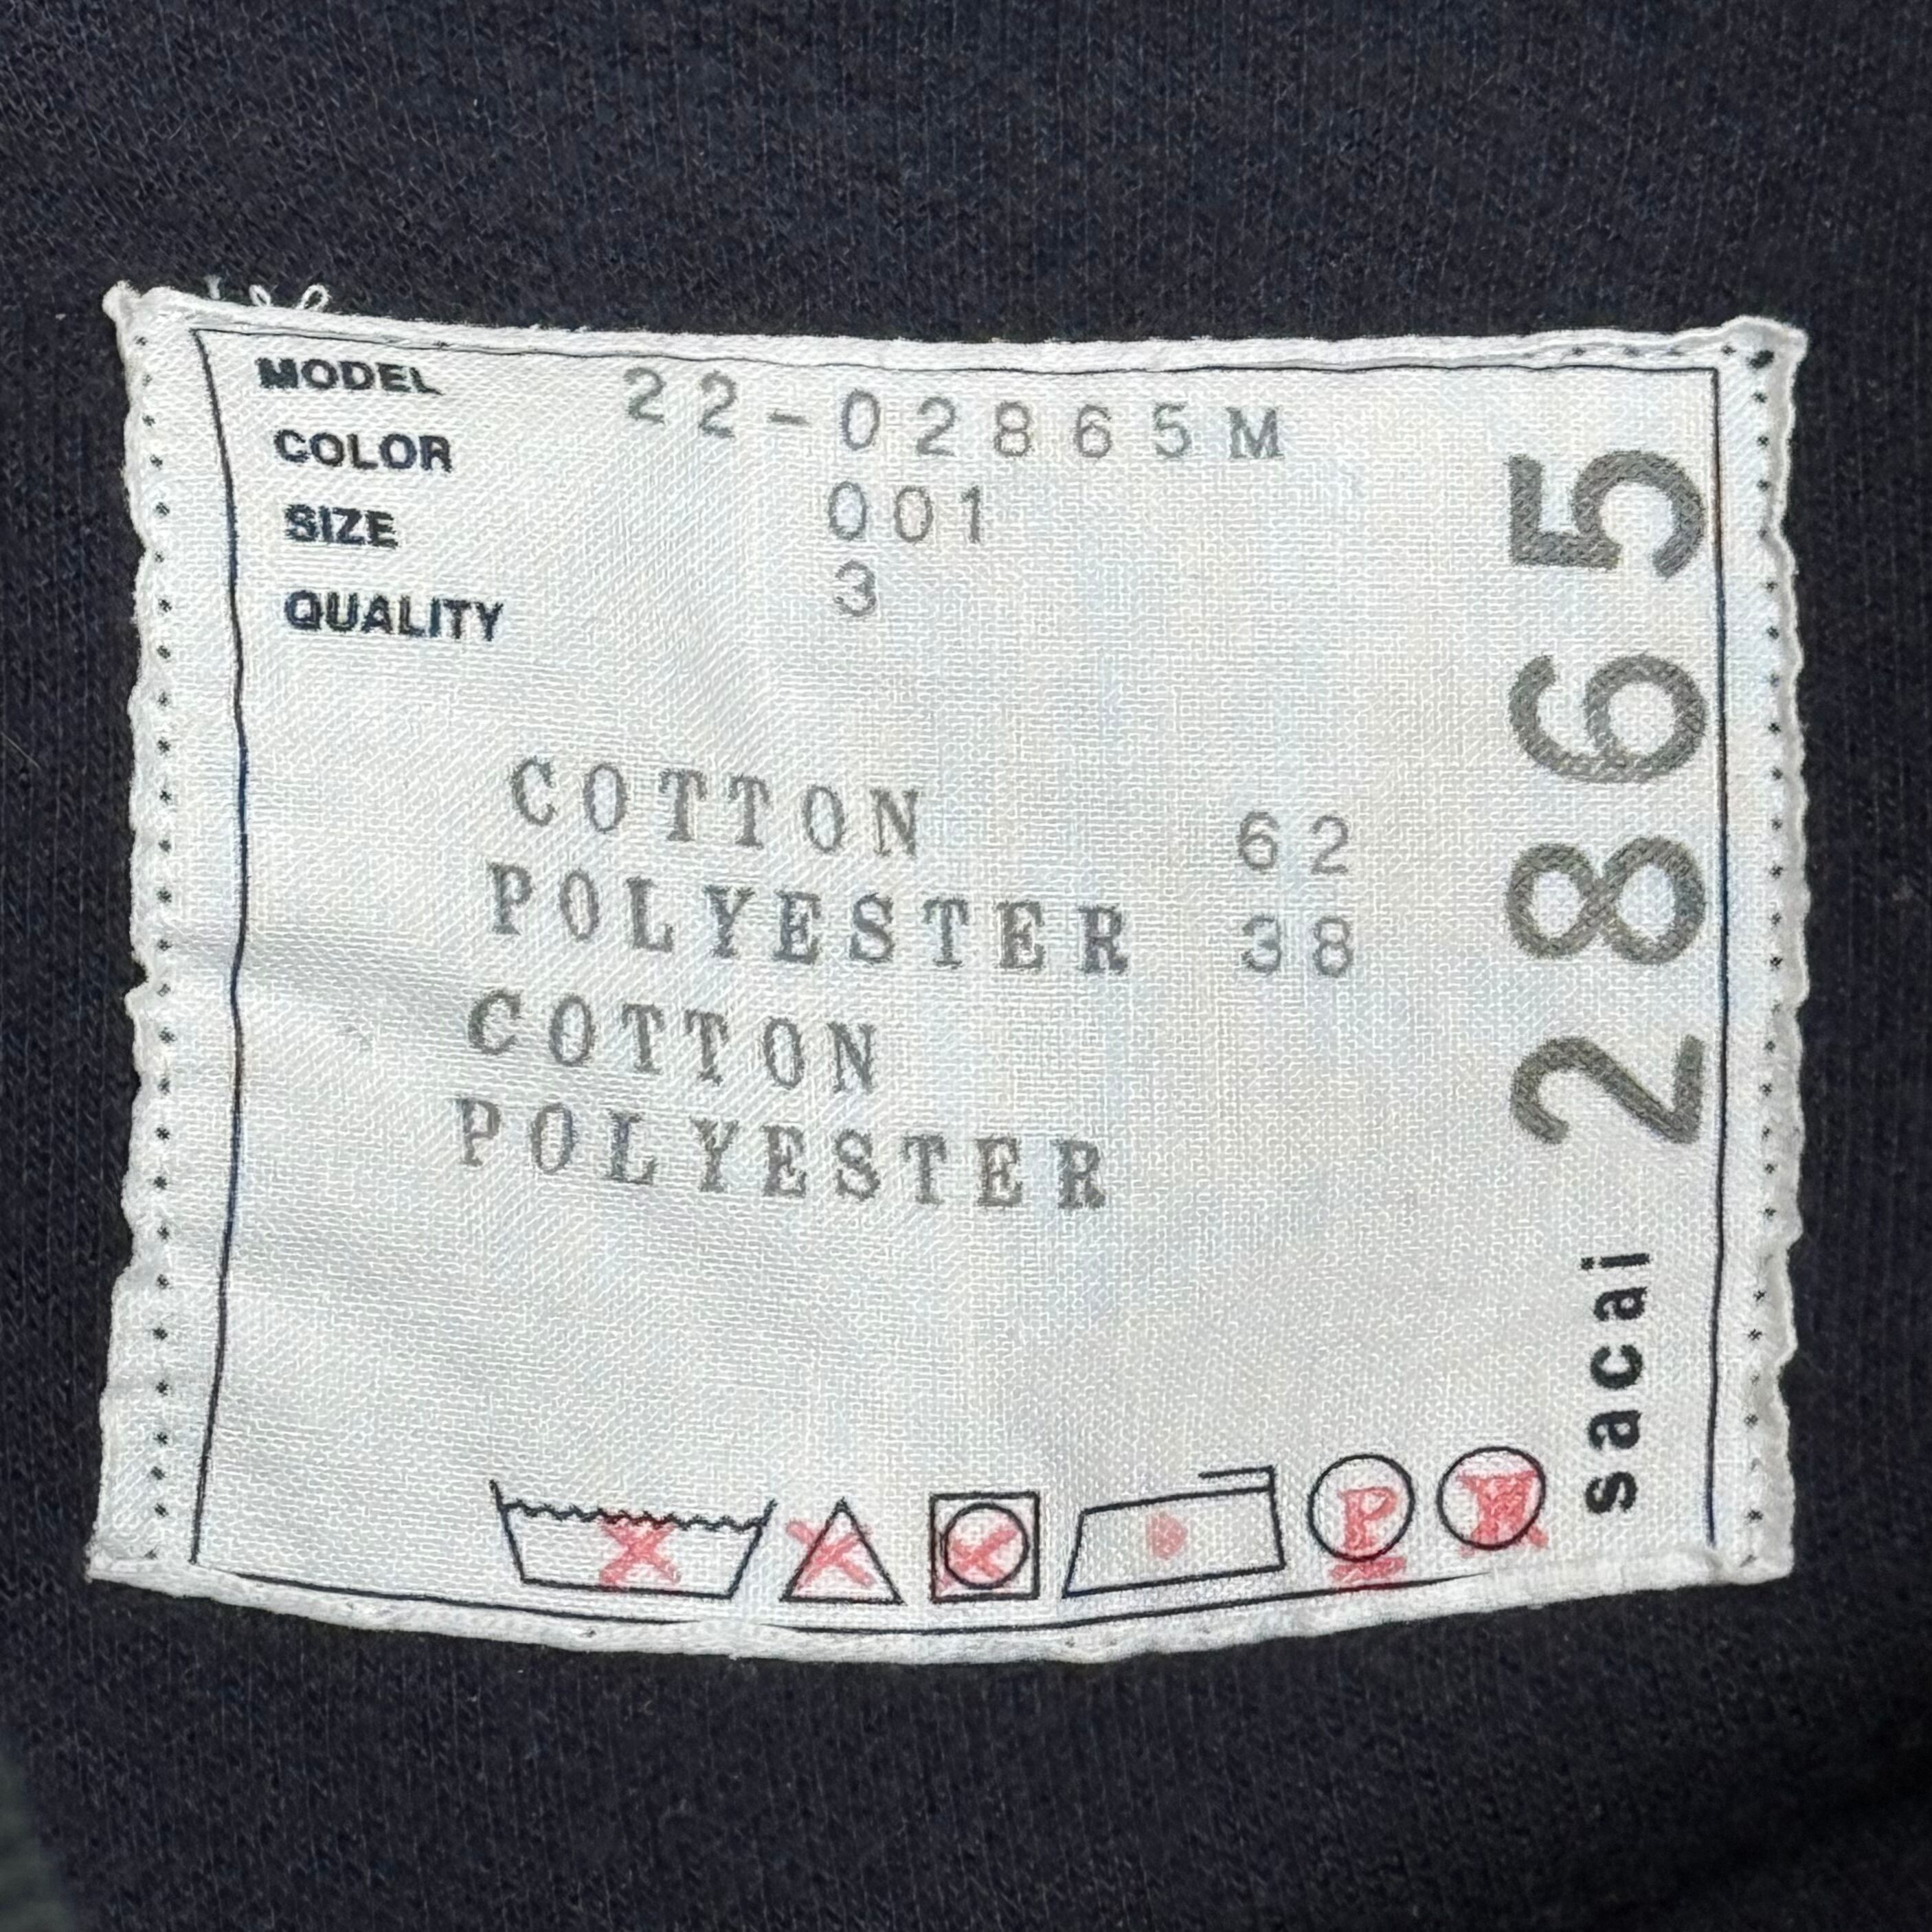 MODEL 22-02865M
COLOR 001
SIZE 3
QUALITY
COTTON 62
POLYESTER 38
COTTON
POLYESTER
P
sacai 2865